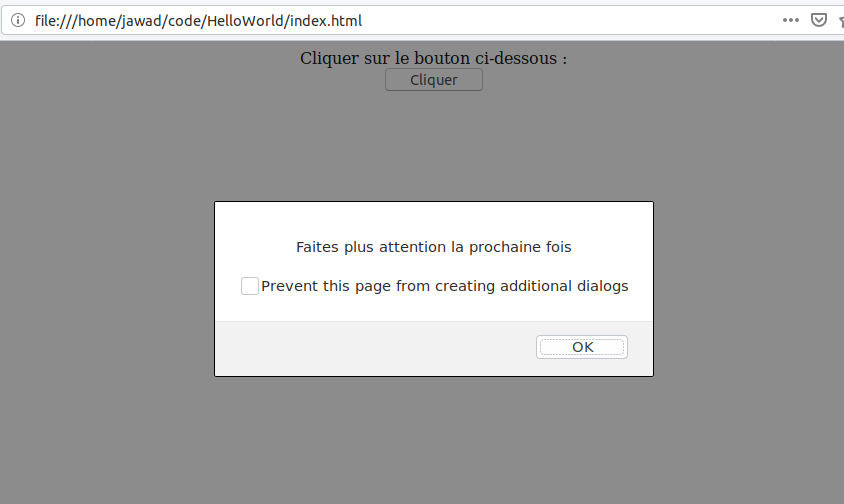 file:///home/jawad/code/HelloWorld/index.html
Cliquer sur le bouton ci-dessous :
Cliquer
Faites plus attention la prochaine fois
Prevent this page from creating additional dialogs
OK